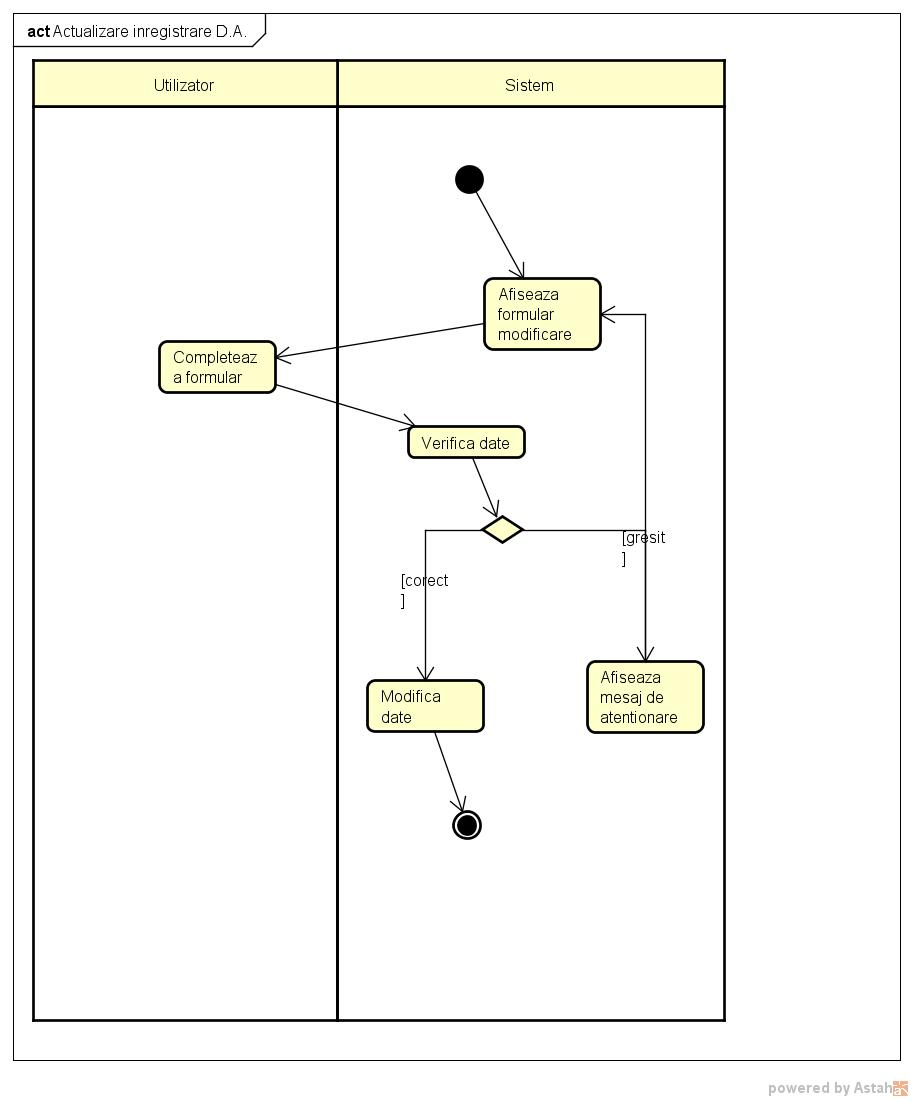 act Actualizare inregistrare D.A.
Utilizator
Sistem
Afiseaza
formular
modificare
Completeaz
a formular
Verifica date
[gresit
]
[corect
]
Afiseaza
mesaj de
atentionare
Modifica
date
powered by Astah